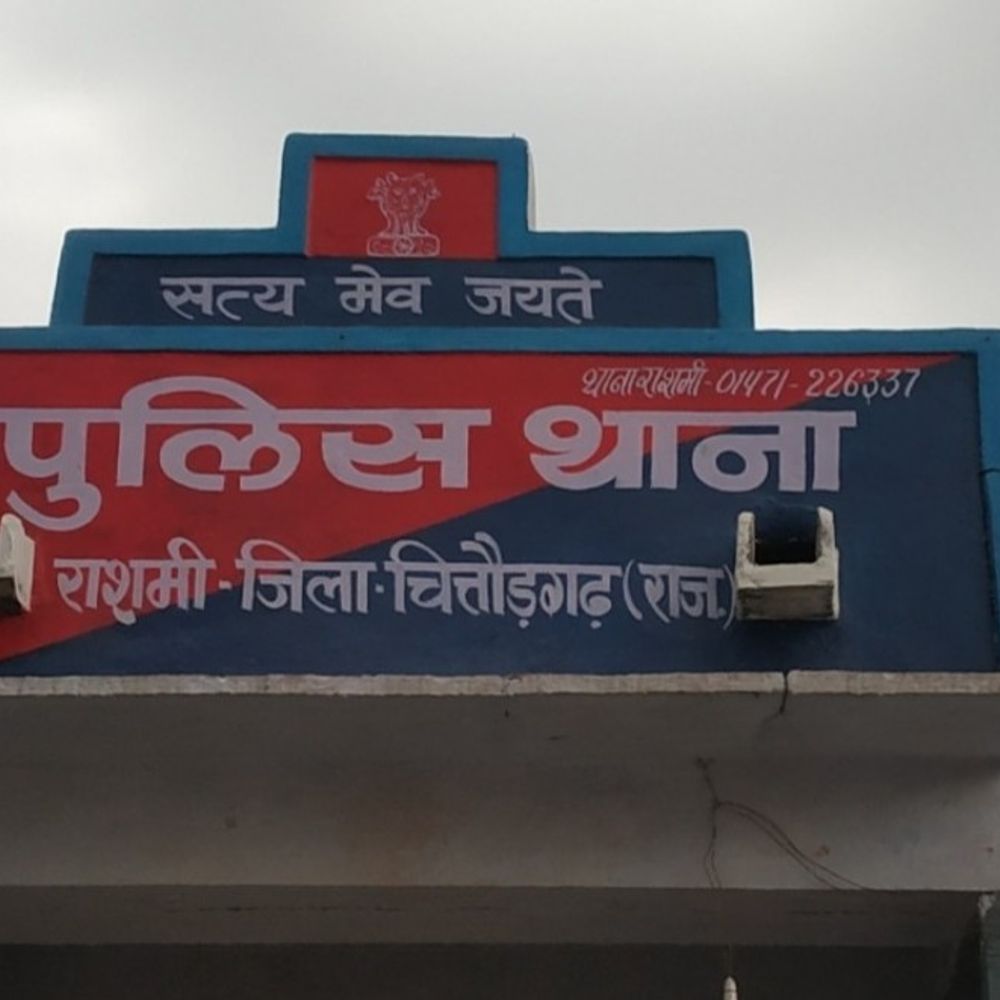 सत्य मेव जयते
थाना राशमी - 01471 - 226337
पुलिस थाना
राशमी - जिला - चित्तौड़गढ़ (राज.)